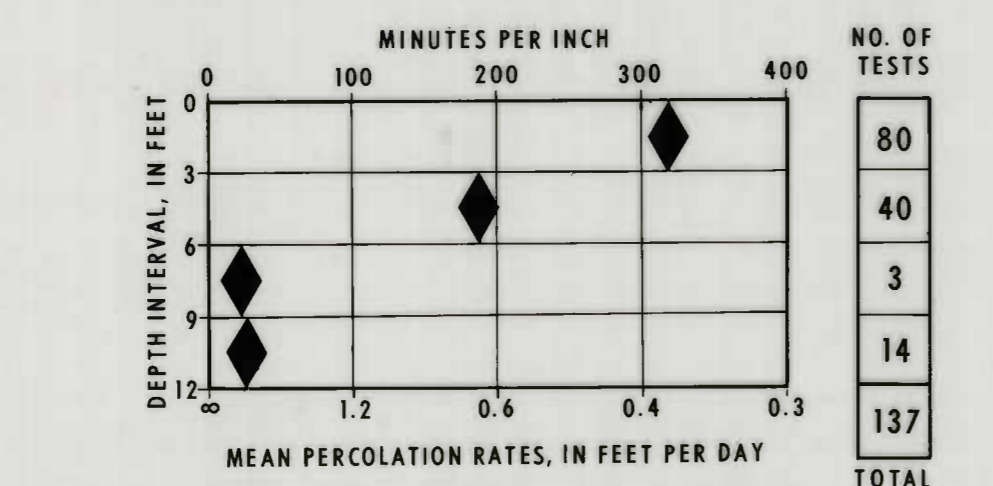 MINUTES PER INCH
0 100 200 300 400
NO. OF
TESTS
DEPTH INTERVAL, IN FEET
0
3
6
9
12
80
40
3
14
137
TOTAL
∞ 1.2 0.6 0.4 0.3
MEAN PERCOLATION RATES, IN FEET PER DAY